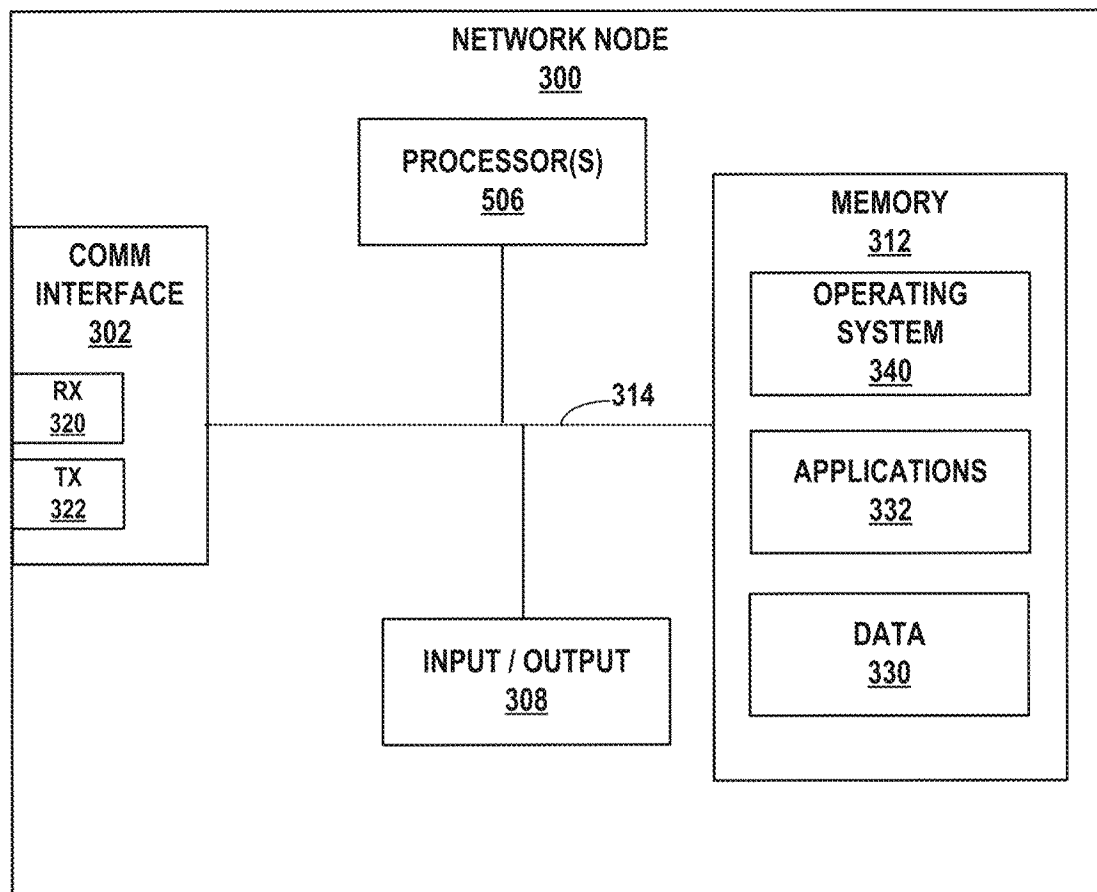 NETWORK NODE
300
PROCESSOR(S)
506
MEMORY
312
COMM
INTERFACE
302
OPERATING
SYSTEM
340
RX
320
314
TX
322
APPLICATIONS
332
INPUT / OUTPUT
308
DATA
330